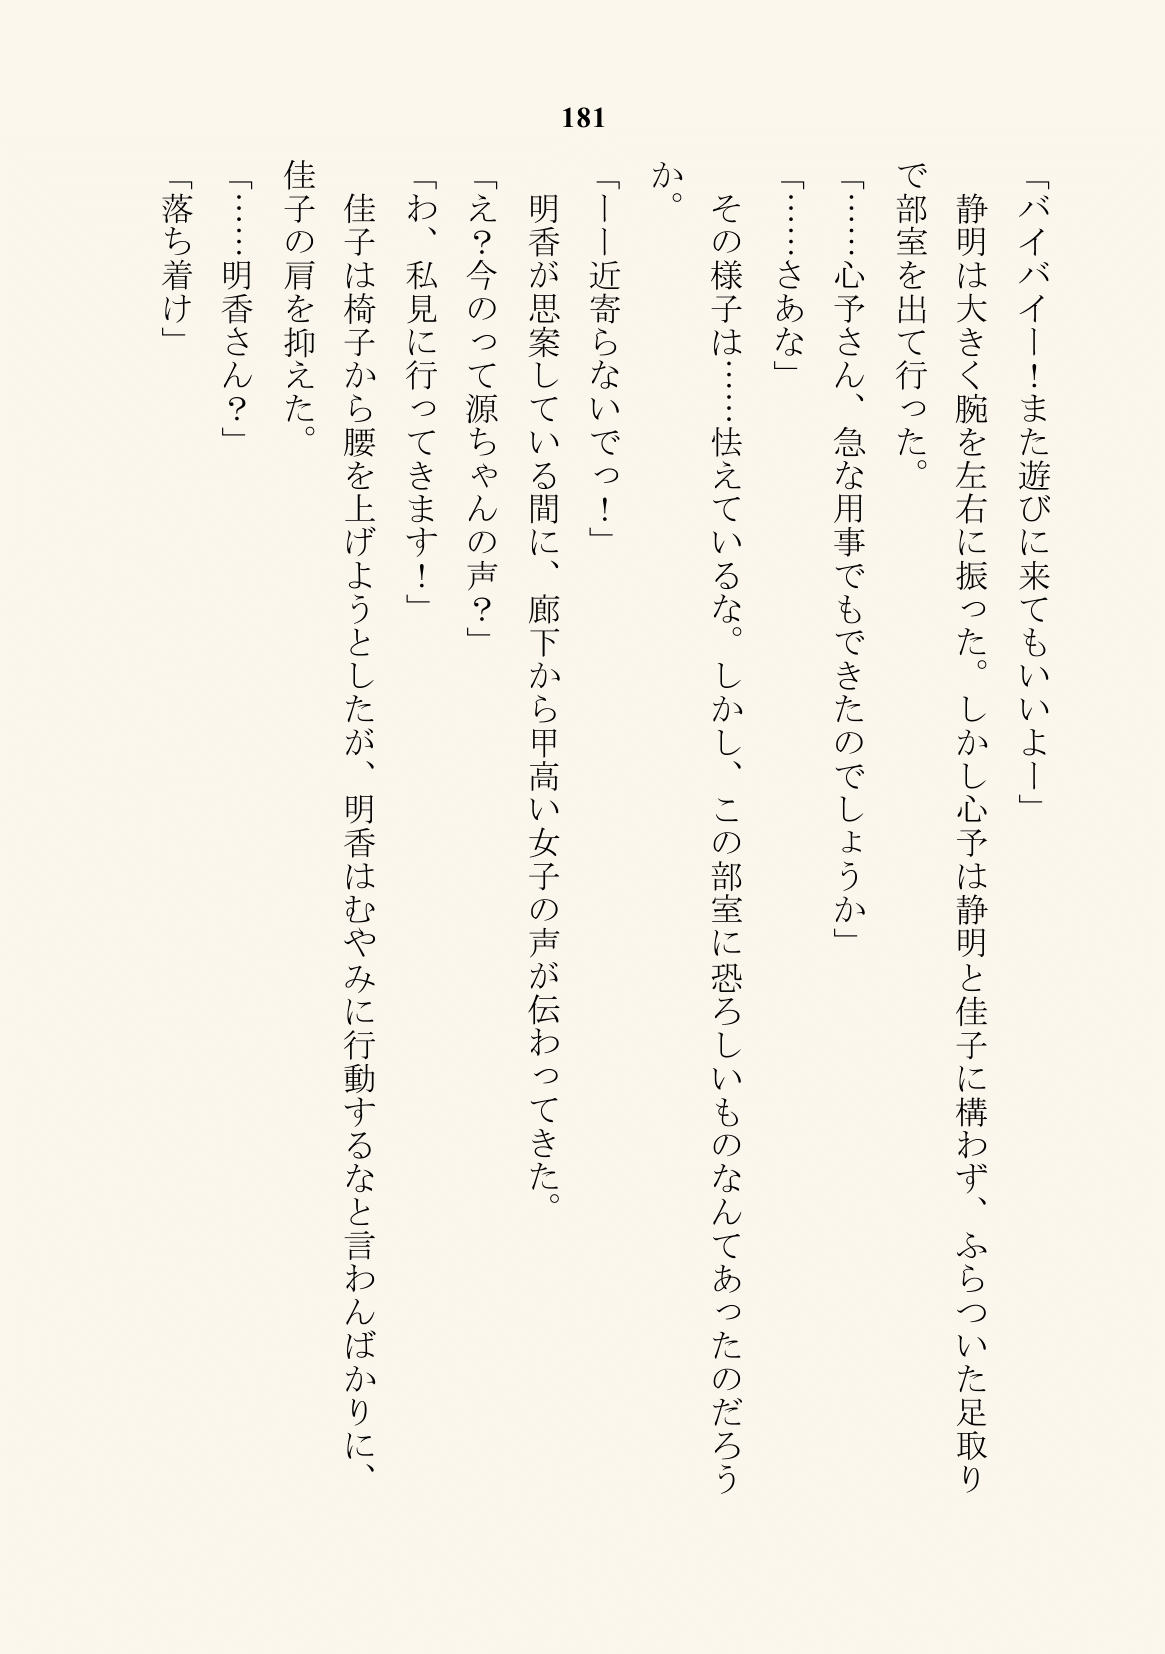 181
「バイバイー！また遊びに来てもいいよー」
　静明は大きく腕を左右に振った。しかし心予は静明と佳子に構わず、ふらついた足取り
で部室を出て行った。
「……心予さん、急な用事でもできたのでしょうか」
「……さあな」
　その様子は……怯えているな。しかし、この部室に恐ろしいものなんてあったのだろう
か。
「ーー近寄らないでっ！」
　明香が思案している間に、廊下から甲高い女子の声が伝わってきた。
「え？今のって源ちゃんの声？」
「わ、私見に行ってきます！」
　佳子は椅子から腰を上げようとしたが、明香はむやみに行動するなと言わんばかりに、
佳子の肩を抑えた。
「……明香さん？」
「落ち着け」